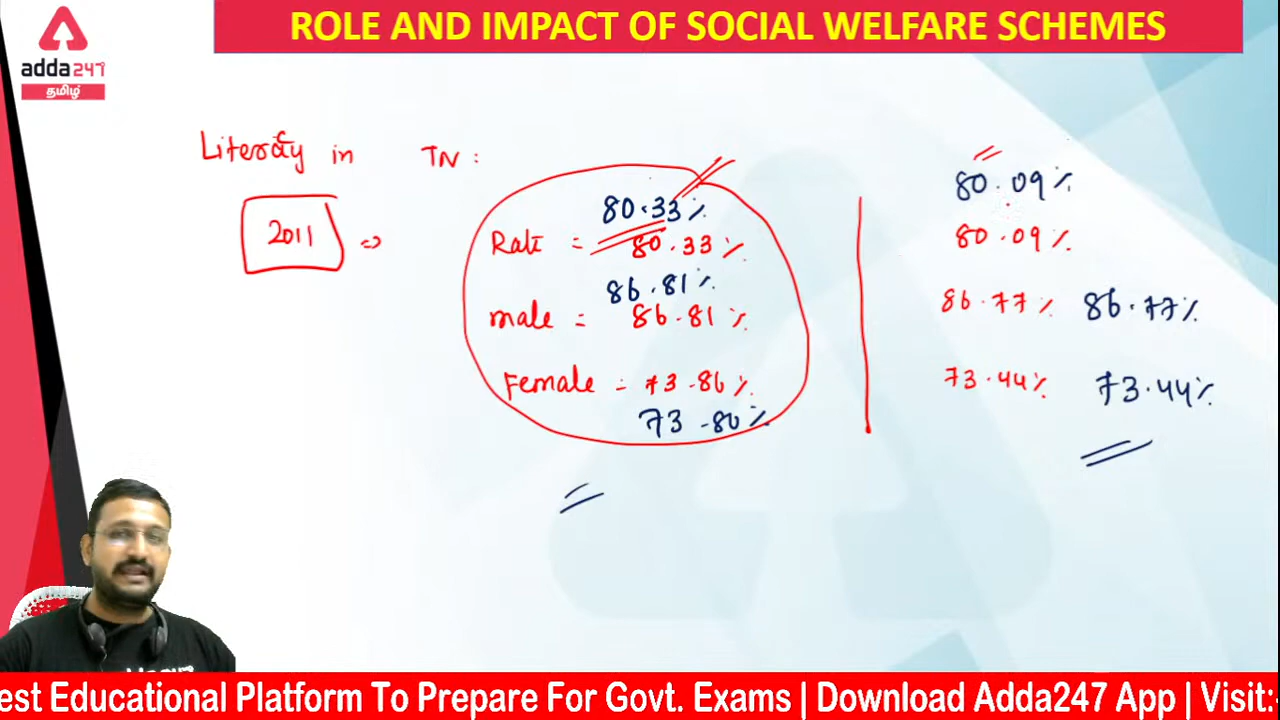 ROLE AND IMPACT OF SOCIAL WELFARE SCHEMES
adda247
தமிழ்
Literacy in TN :
2011 =>
80.33%
Rate = 80.33%
86.81%
male = 86.81%
Female = 73.86%
73.80%
80.09%
80.09%
86.77% 86.77%
73.44% 73.44%
est Educational Platform To Prepare For Govt. Exams | Download Adda247 App | Visit: